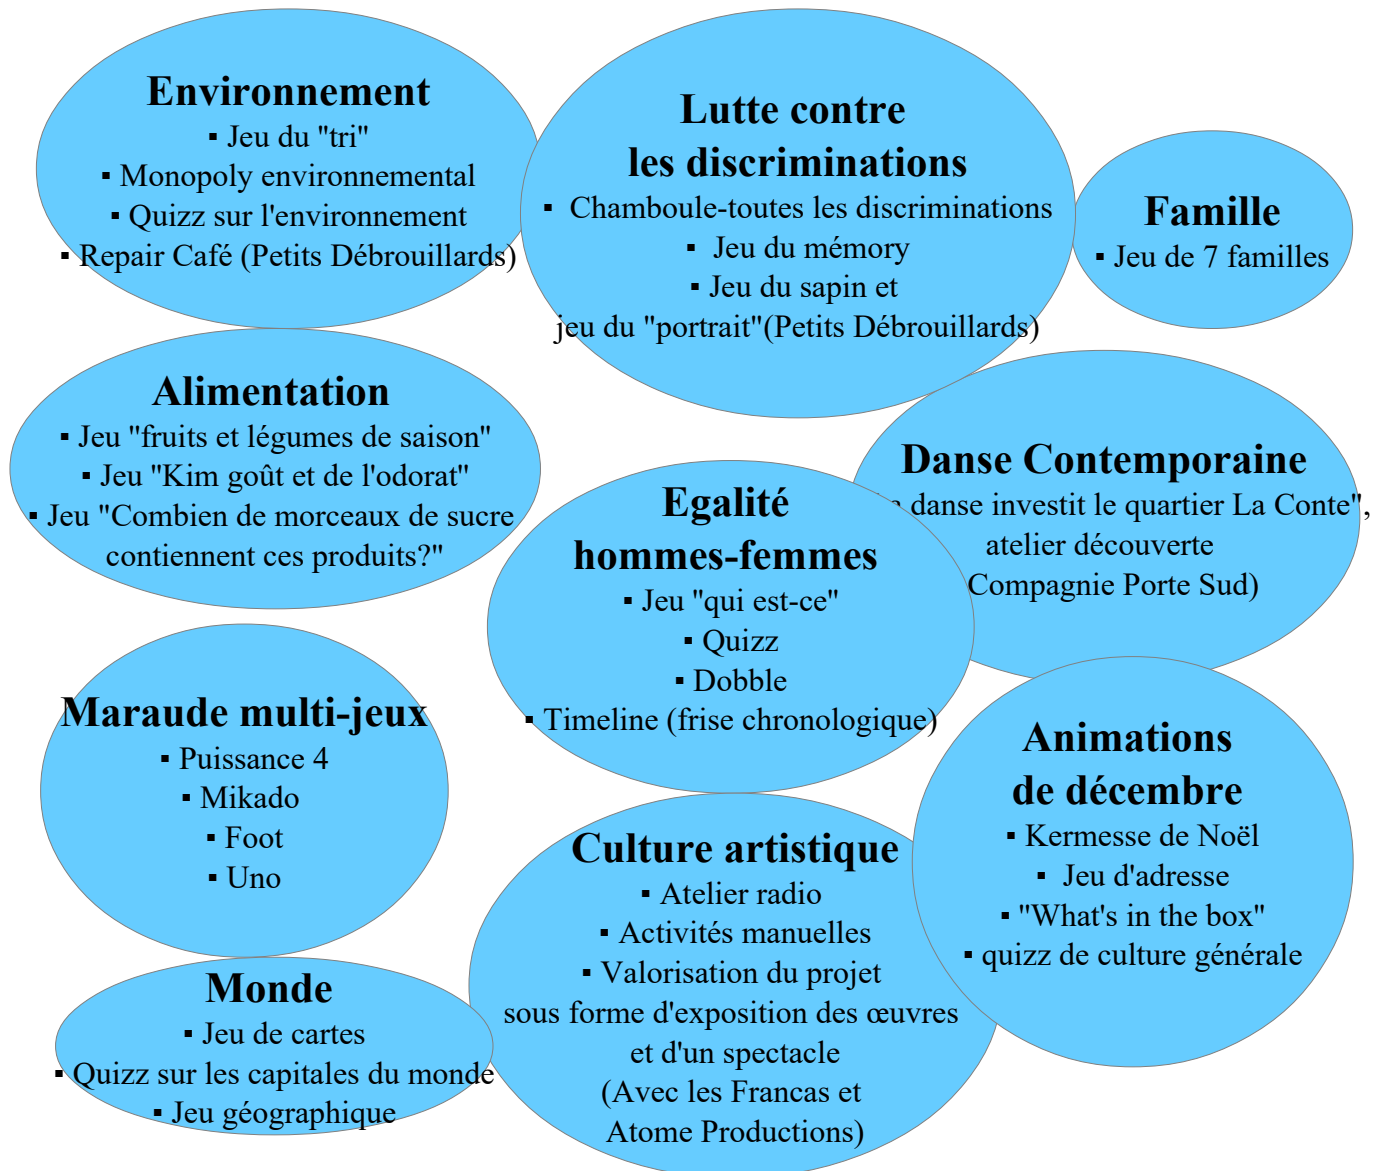 Environnement
▪ Jeu du "tri"
▪ Monopoly environnemental
▪ Quizz sur l'environnement
▪ Repair Café (Petits Débrouillards)
Lutte contre
les discriminations
▪ Chamboule-toutes les discriminations
▪ Jeu du mémory
▪ Jeu du sapin et
jeu du "portrait"(Petits Débrouillards)
Famille
▪ Jeu de 7 familles
Alimentation
▪ Jeu "fruits et légumes de saison"
▪ Jeu "Kim goût et de l'odorat"
▪ Jeu "Combien de morceaux de sucre
contiennent ces produits?"
Danse Contemporaine
danse investit le quartier La Conte",
atelier découverte
Compagnie Porte Sud)
Egalité
hommes-femmes
▪ Jeu "qui est-ce"
▪ Quizz
▪ Dobble
▪ Timeline (frise chronologique)
Maraude multi-jeux
▪ Puissance 4
▪ Mikado
▪ Foot
▪ Uno
Animations
de décembre
▪ Kermesse de Noël
▪ Jeu d'adresse
▪ "What's in the box"
▪ quizz de culture générale
Culture artistique
▪ Atelier radio
▪ Activités manuelles
▪ Valorisation du projet
sous forme d'exposition des œuvres
et d'un spectacle
(Avec les Francas et
Atome Productions)
Monde
▪ Jeu de cartes
▪ Quizz sur les capitales du monde
▪ Jeu géographique